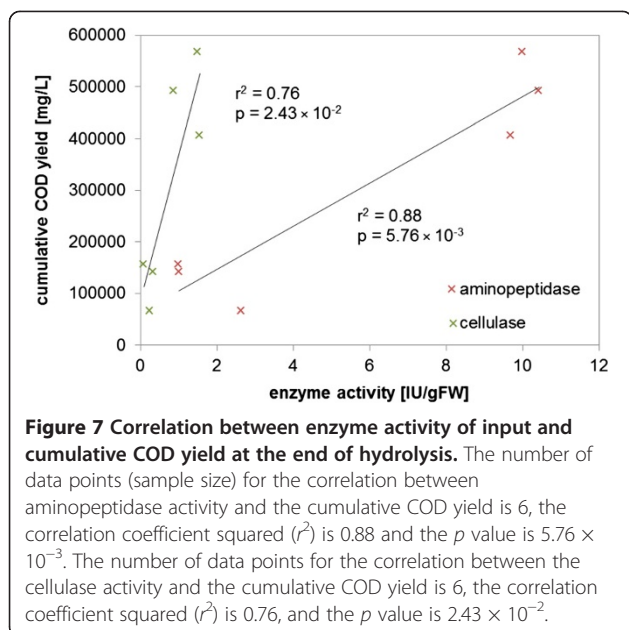 600000
500000
400000
300000
200000
100000
0
cumulative COD yield [mg/L]
r² = 0.76
p = 2.43 × 10⁻²
r² = 0.88
p = 5.76 × 10⁻³
aminopeptidase
cellulase
0 2 4 6 8 10 12
enzyme activity [IU/gFW]
Figure 7 Correlation between enzyme activity of input and
cumulative COD yield at the end of hydrolysis. The number of
data points (sample size) for the correlation between
aminopeptidase activity and the cumulative COD yield is 6, the
correlation coefficient squared (r²) is 0.88 and the p value is 5.76 ×
10⁻³. The number of data points for the correlation between the
cellulase activity and the cumulative COD yield is 6, the correlation
coefficient squared (r²) is 0.76, and the p value is 2.43 × 10⁻².